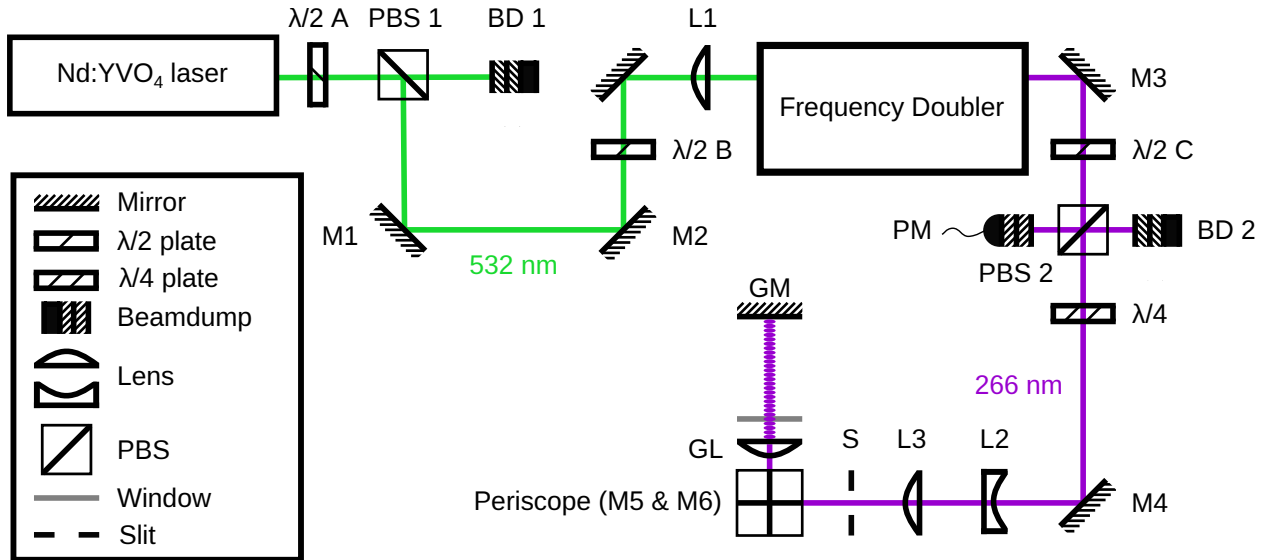 λ/2 A
PBS 1
BD 1
L1
Nd:YVO₄ laser
Frequency Doubler
M3
λ/2 B
λ/2 C
M1
M2
532 nm
PM
PBS 2
BD 2
Mirror
λ/2 plate
λ/4 plate
Beamdump
Lens
PBS
Window
Slit
GM
λ/4
266 nm
GL
S
L3
L2
Periscope (M5 & M6)
M4